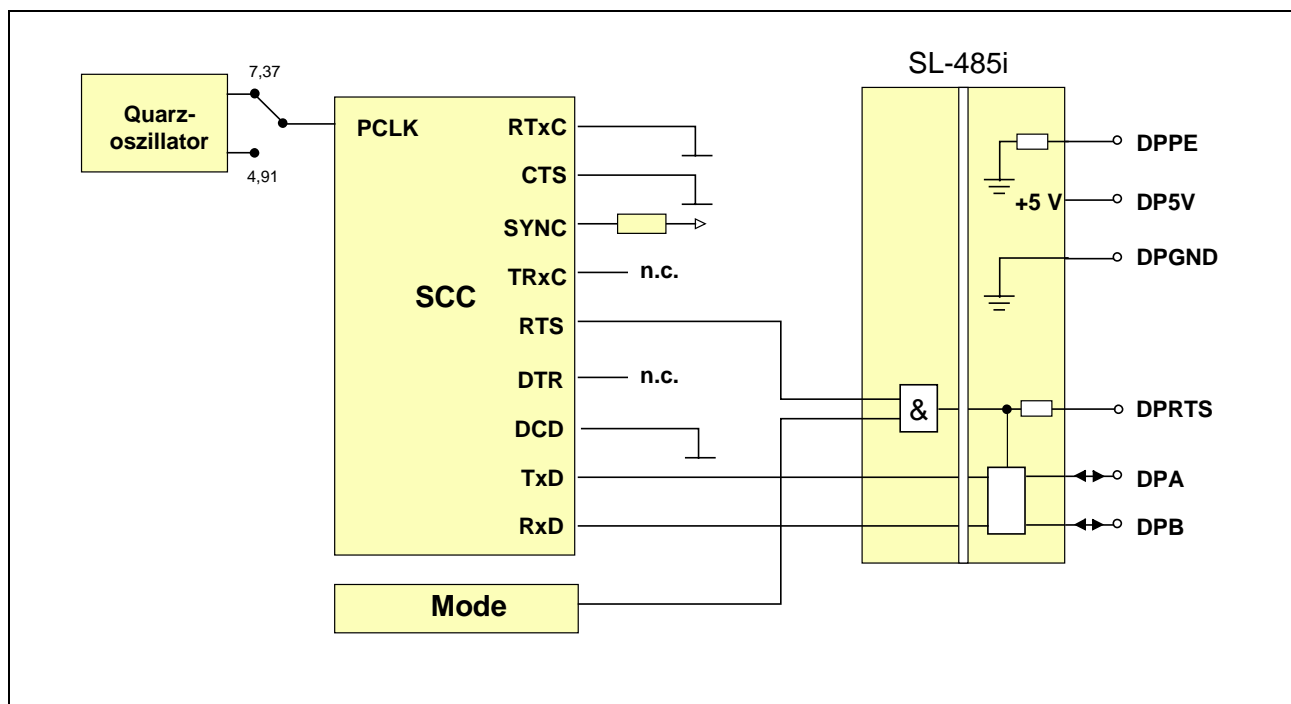 SL-485i
7,37
Quarz-
oszillator
4,91
PCLK
SCC
RTxC
CTS
SYNC
TRxC
n.c.
RTS
DTR
n.c.
DCD
TxD
RxD
Mode
&
+5 V
DPPE
DP5V
DPGND
DPRTS
DPA
DPB